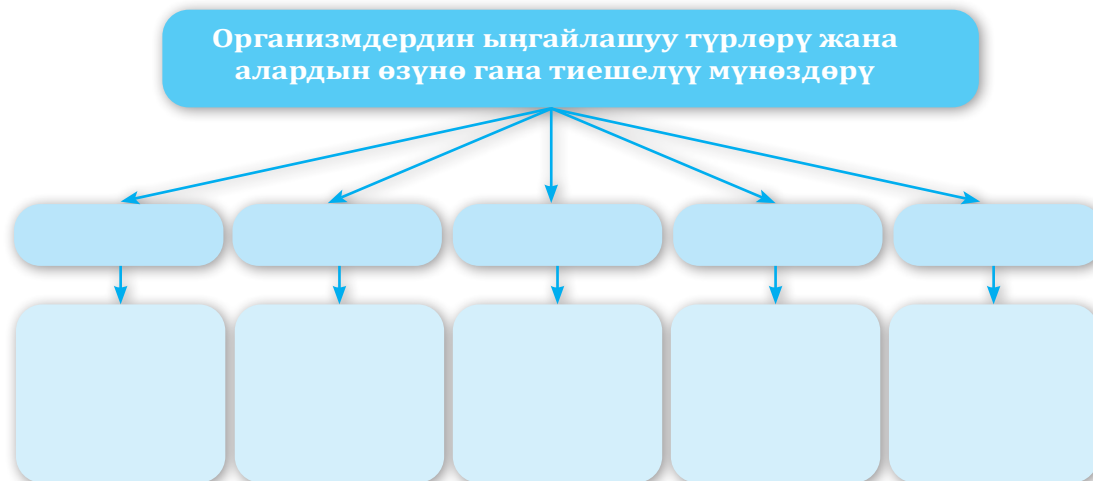 Организмдердин ыңгайлашуу түрлөрү жана
алардын өзүнө гана тиешелүү мүнөздөрү